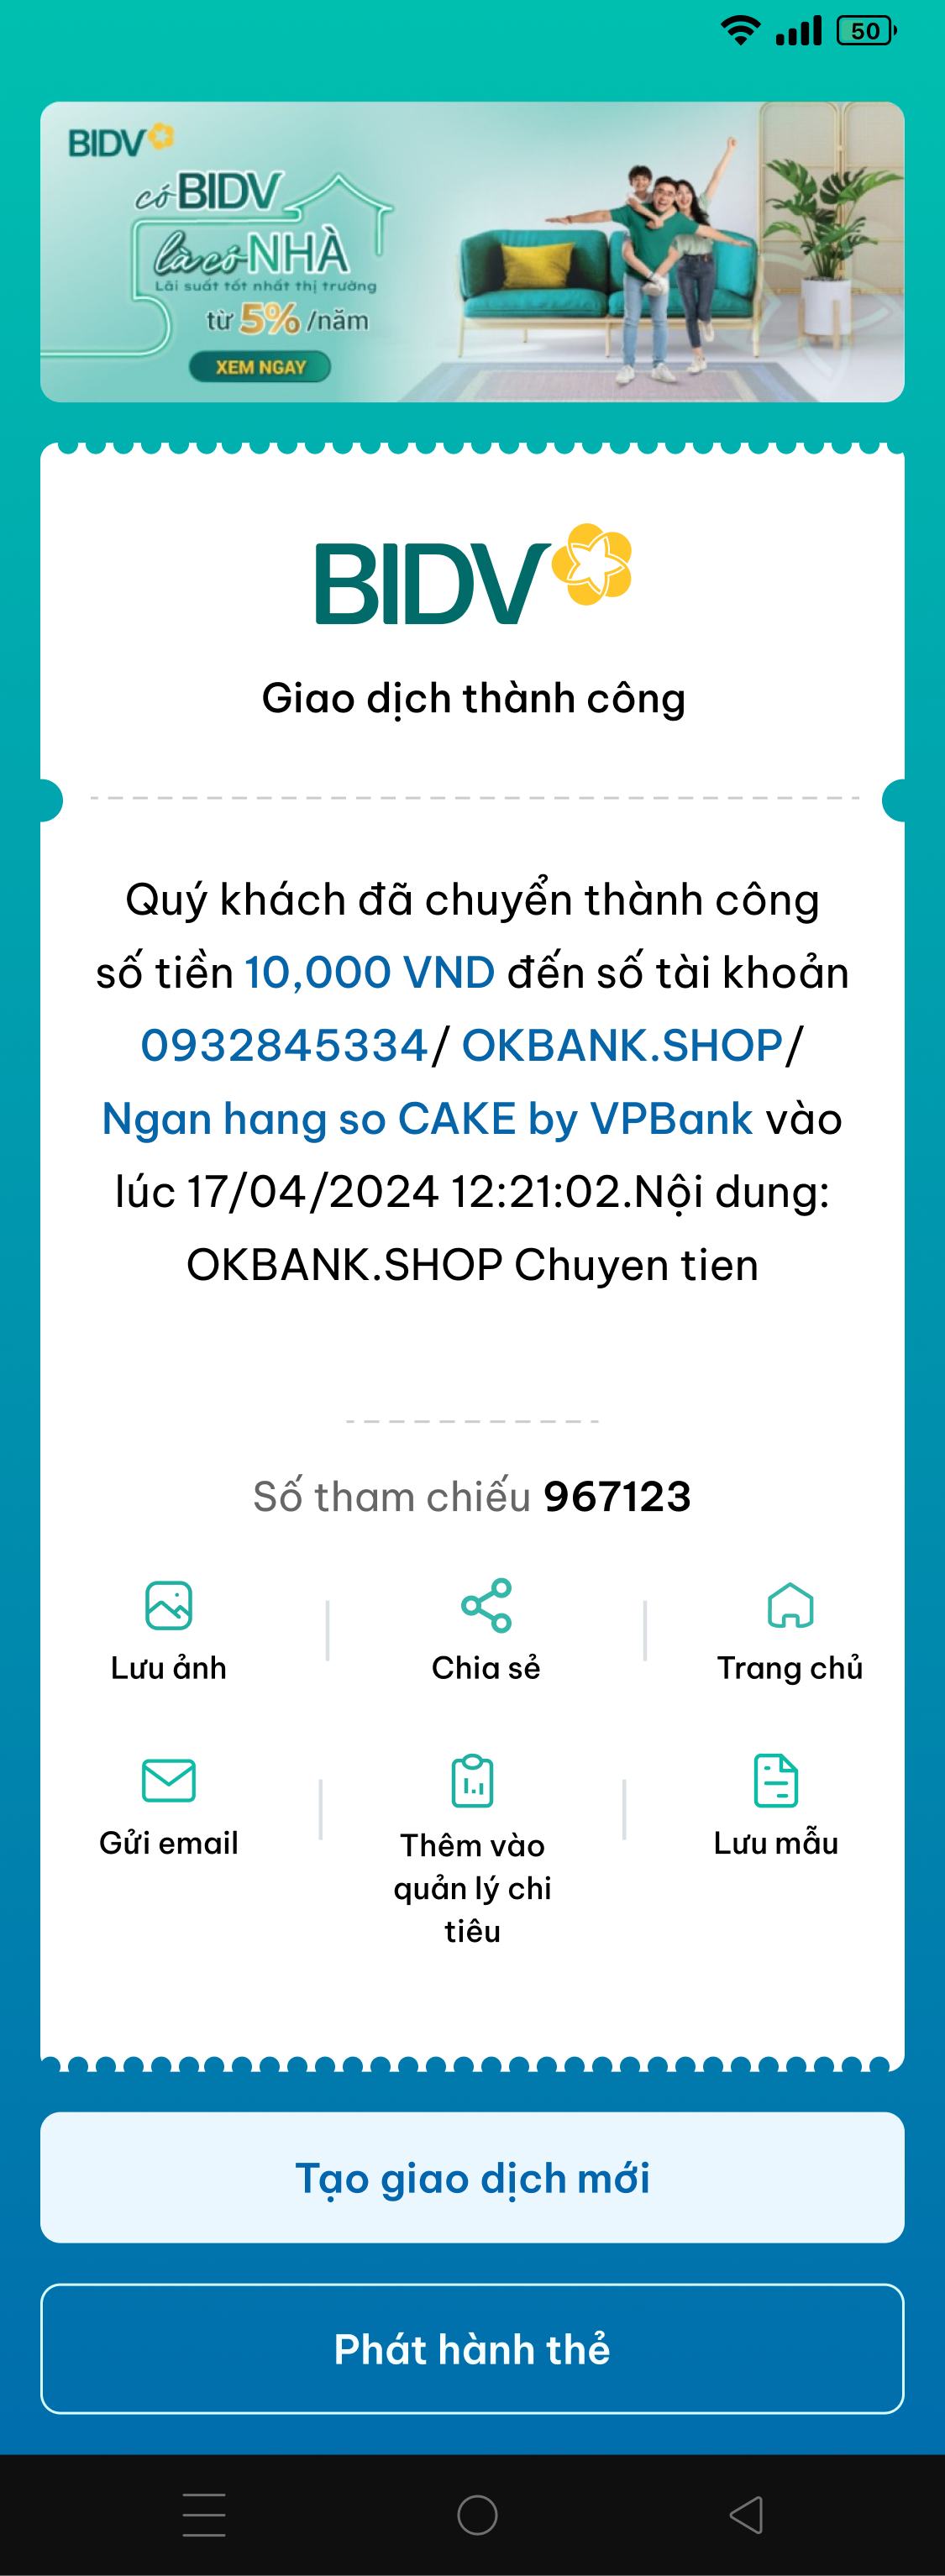 50
BIDV
có BIDV
là có NHÀ
Lãi suất tốt nhất thị trường
từ 5% /năm
XEM NGAY
BIDV
Giao dịch thành công
Quý khách đã chuyển thành công
số tiền 10,000 VND đến số tài khoản
0932845334/ OKBANK.SHOP/
Ngan hang so CAKE by VPBank vào
lúc 17/04/2024 12:21:02.Nội dung:
OKBANK.SHOP Chuyen tien
Số tham chiếu 967123
Lưu ảnh
Chia sẻ
Trang chủ
Gửi email
Thêm vào
quản lý chi
tiêu
Lưu mẫu
Tạo giao dịch mới
Phát hành thẻ